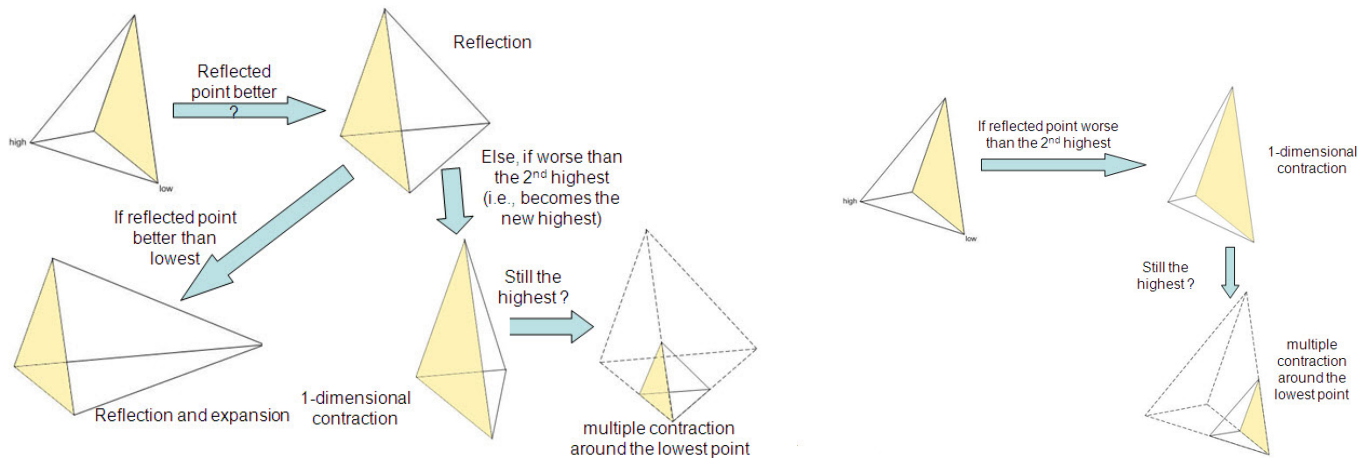 Reflection
Reflected
point better
?
high
low
Else, if worse than
the 2nd highest
(i.e., becomes the
new highest)
If reflected point
better than
lowest
Still the
highest ?
Reflection and expansion
1-dimensional
contraction
multiple contraction
around the lowest point
If reflected point worse
than the 2nd highest
high
low
1-dimensional
contraction
Still the
highest ?
multiple
contraction
around the
lowest point